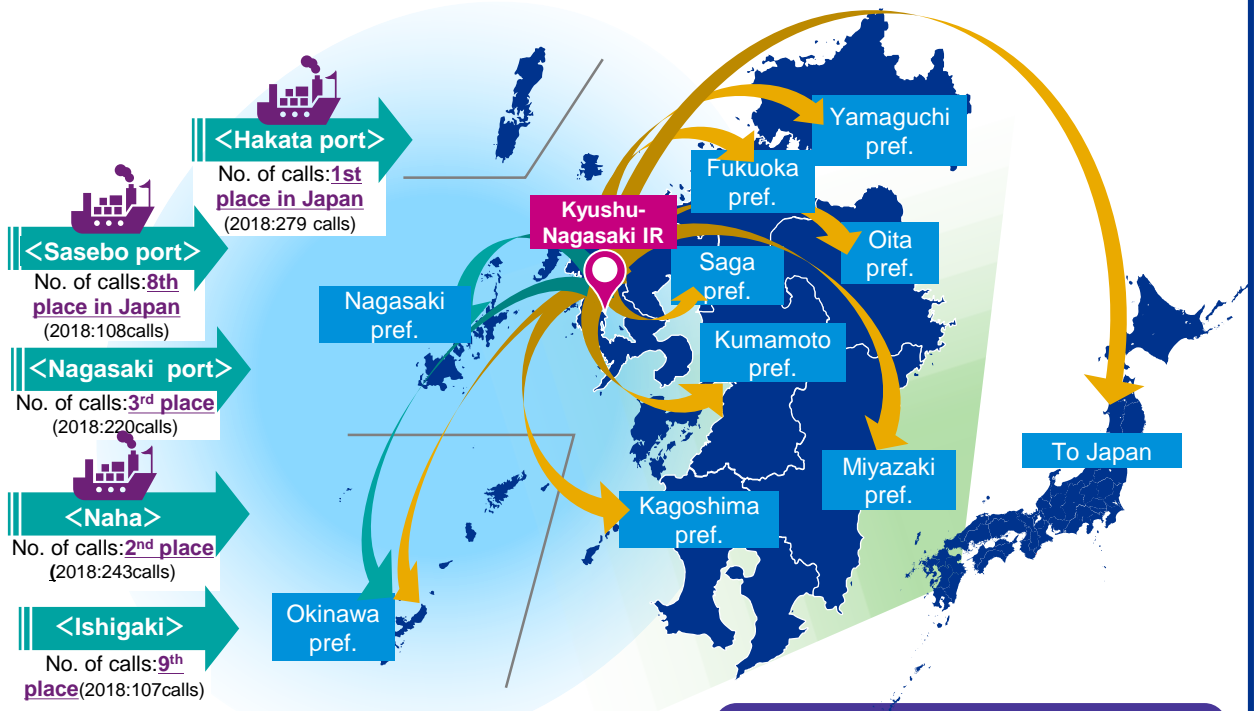 <Hakata port>
No. of calls:1st
place in Japan
(2018:279 calls)
<Sasebo port>
No. of calls:8th
place in Japan
(2018:108calls)
<Nagasaki port>
No. of calls:3rd place
(2018:220calls)
<Naha>
No. of calls:2nd place
(2018:243calls)
<Ishigaki>
No. of calls:9th
place(2018:107calls)
Yamaguchi
pref.
Fukuoka
pref.
Kyushu-
Nagasaki IR
Oita
pref.
Saga
pref.
Nagasaki
pref.
Kumamoto
pref.
To Japan
Miyazaki
pref.
Kagoshima
pref.
Okinawa
pref.